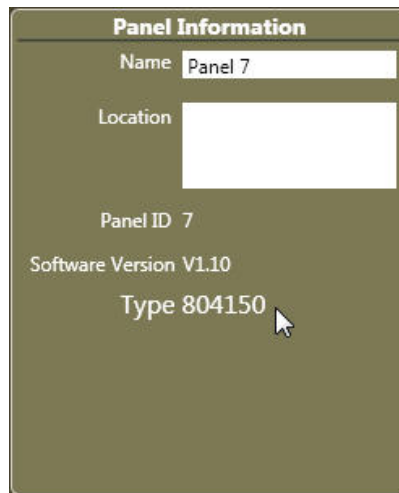 Panel Information
Name Panel 7
Location
Panel ID 7
Software Version V1.10
Type 804150